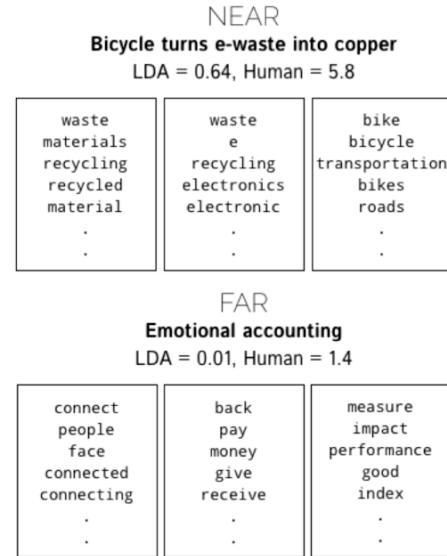 NEAR
Bicycle turns e-waste into copper
LDA = 0.64, Human = 5.8
waste
materials
recycling
recycled
material
.
.
waste
e
recycling
electronics
electronic
.
.
bike
bicycle
transportation
bikes
roads
.
.
FAR
Emotional accounting
LDA = 0.01, Human = 1.4
connect
people
face
connected
connecting
.
.
back
pay
money
give
receive
.
.
measure
impact
performance
good
index
.
.